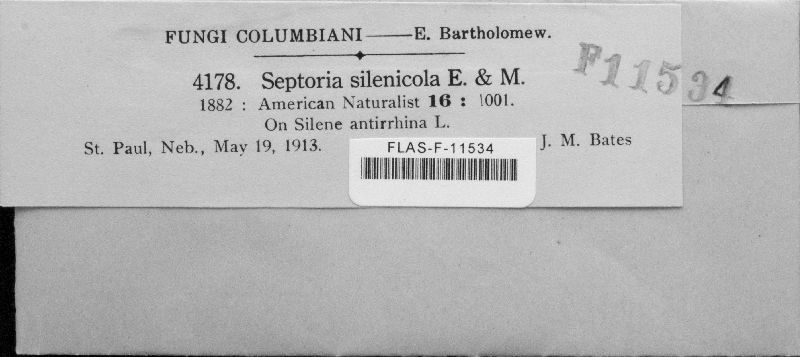 FUNGI COLUMBIANI——E. Bartholomew.
4178. Septoria silenicola E. & M.
1882 : American Naturalist 16 : 1001.
On Silene antirrhina L.
St. Paul, Neb., May 19, 1913. J. M. Bates
F11534
FLAS-F-11534